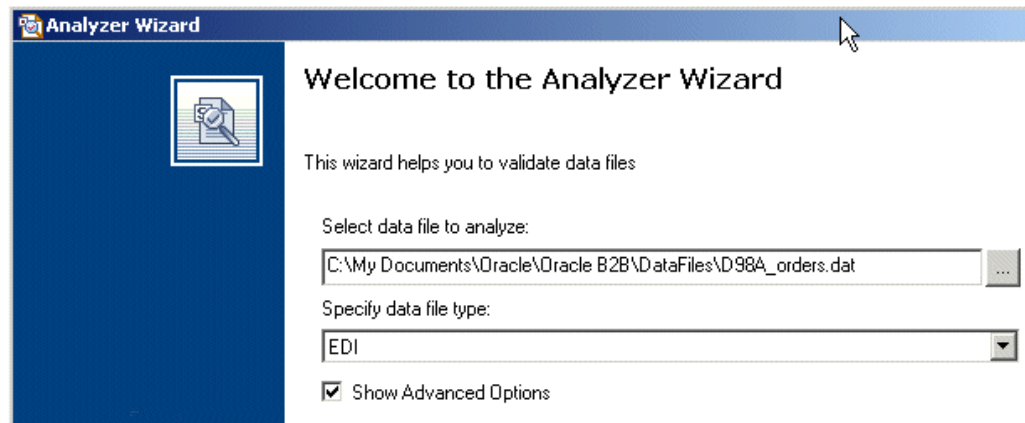 Analyzer Wizard
Welcome to the Analyzer Wizard
This wizard helps you to validate data files
Select data file to analyze:
C:\My Documents\Oracle\Oracle B2B\DataFiles\D98A_orders.dat
...
Specify data file type:
EDI
Show Advanced Options